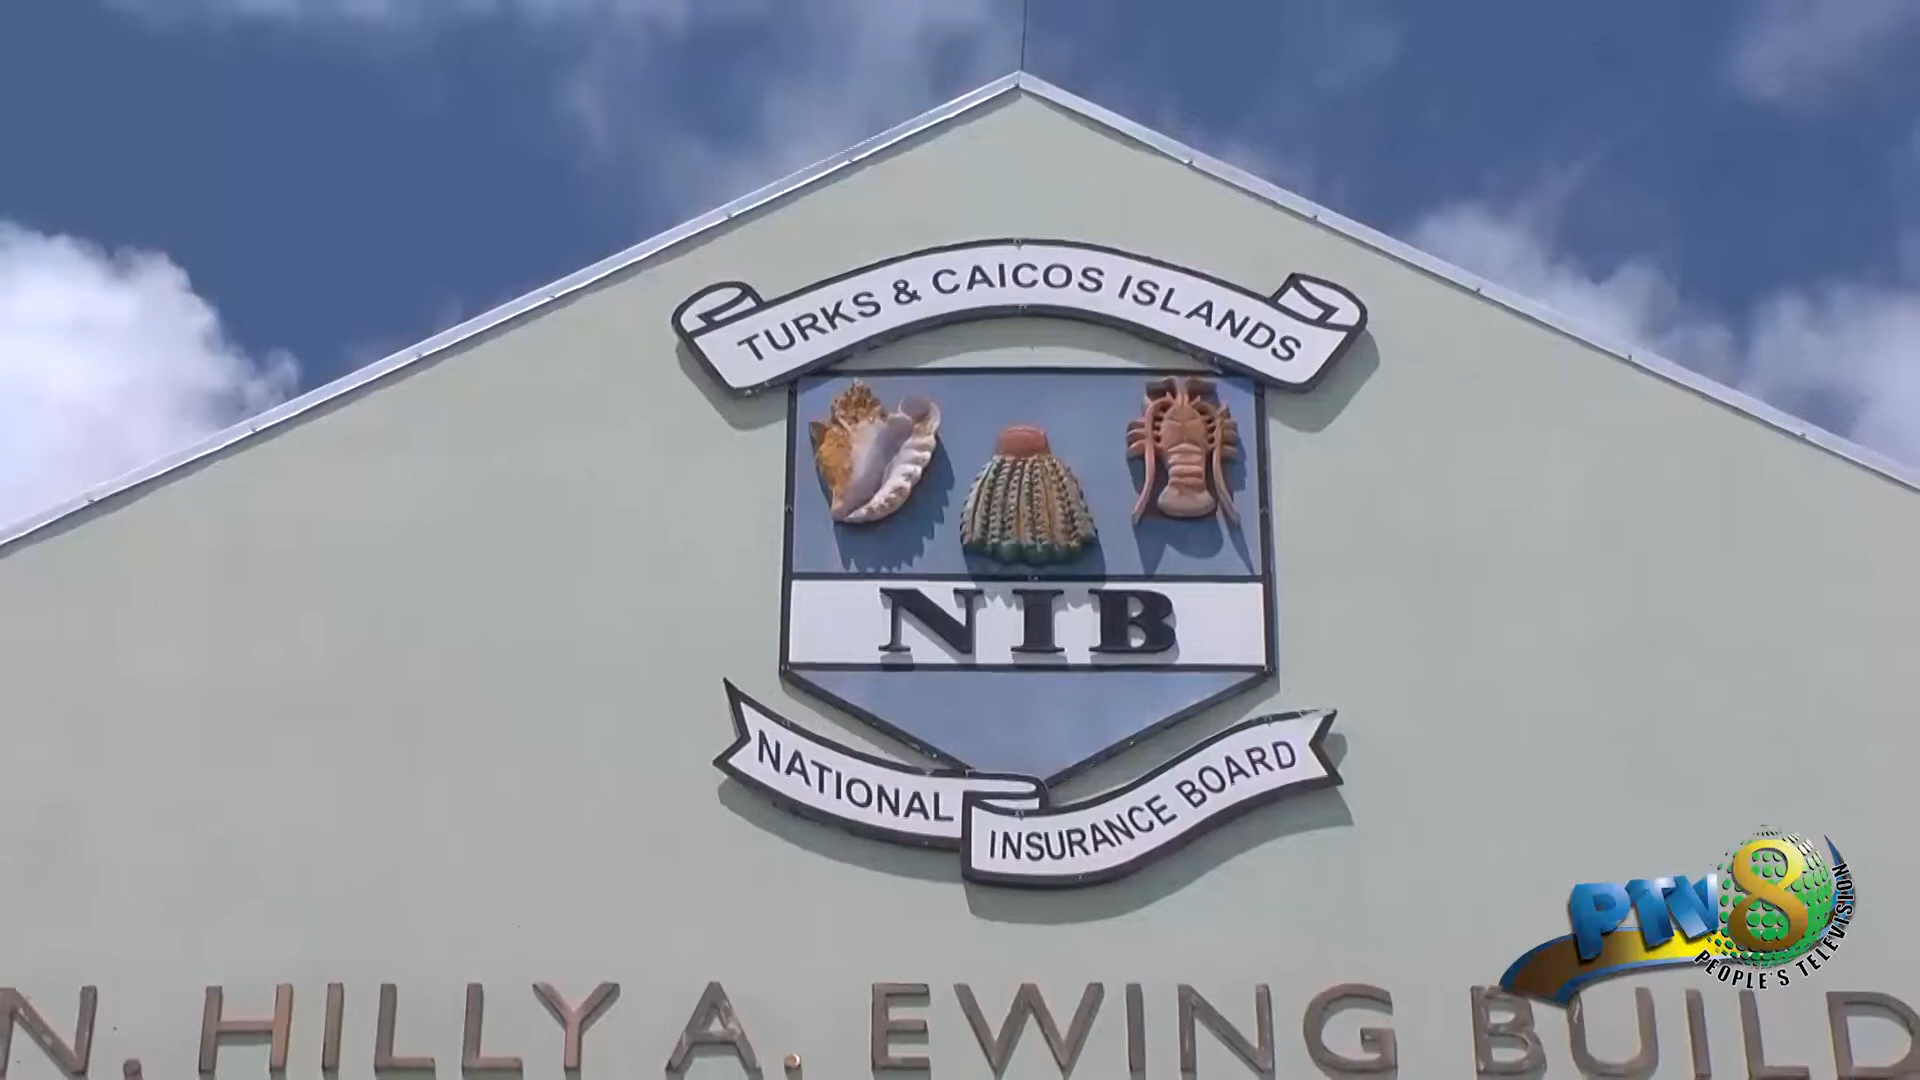 TURKS & CAICOS ISLANDS
NIB
NATIONAL INSURANCE BOARD
N. HILLY A. EWING BUILD
PTV8
PEOPLE'S TELEVISION